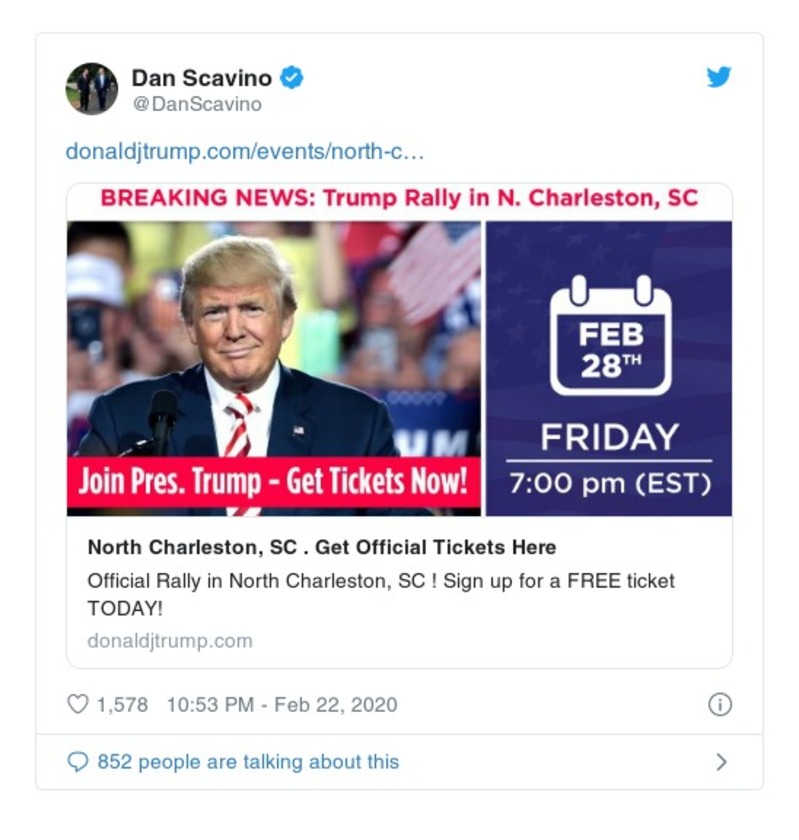 Dan Scavino
@DanScavino
donaldjtrump.com/events/north-c…
BREAKING NEWS: Trump Rally in N. Charleston, SC
FEB
28TH
FRIDAY
7:00 pm (EST)
UM
Join Pres. Trump – Get Tickets Now!
North Charleston, SC . Get Official Tickets Here
Official Rally in North Charleston, SC ! Sign up for a FREE ticket
TODAY!
donaldjtrump.com
1,578 10:53 PM - Feb 22, 2020
852 people are talking about this